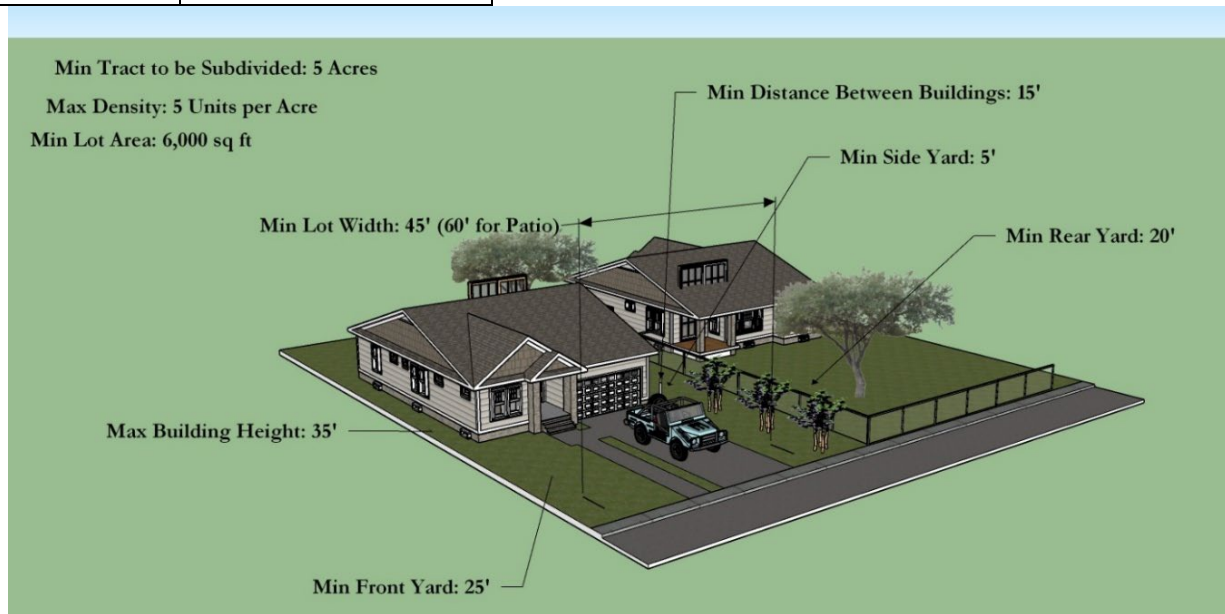 Min Tract to be Subdivided: 5 Acres
Max Density: 5 Units per Acre
Min Lot Area: 6,000 sq ft
Min Distance Between Buildings: 15'
Min Side Yard: 5'
Min Lot Width: 45' (60' for Patio)
Min Rear Yard: 20'
Max Building Height: 35'
Min Front Yard: 25'